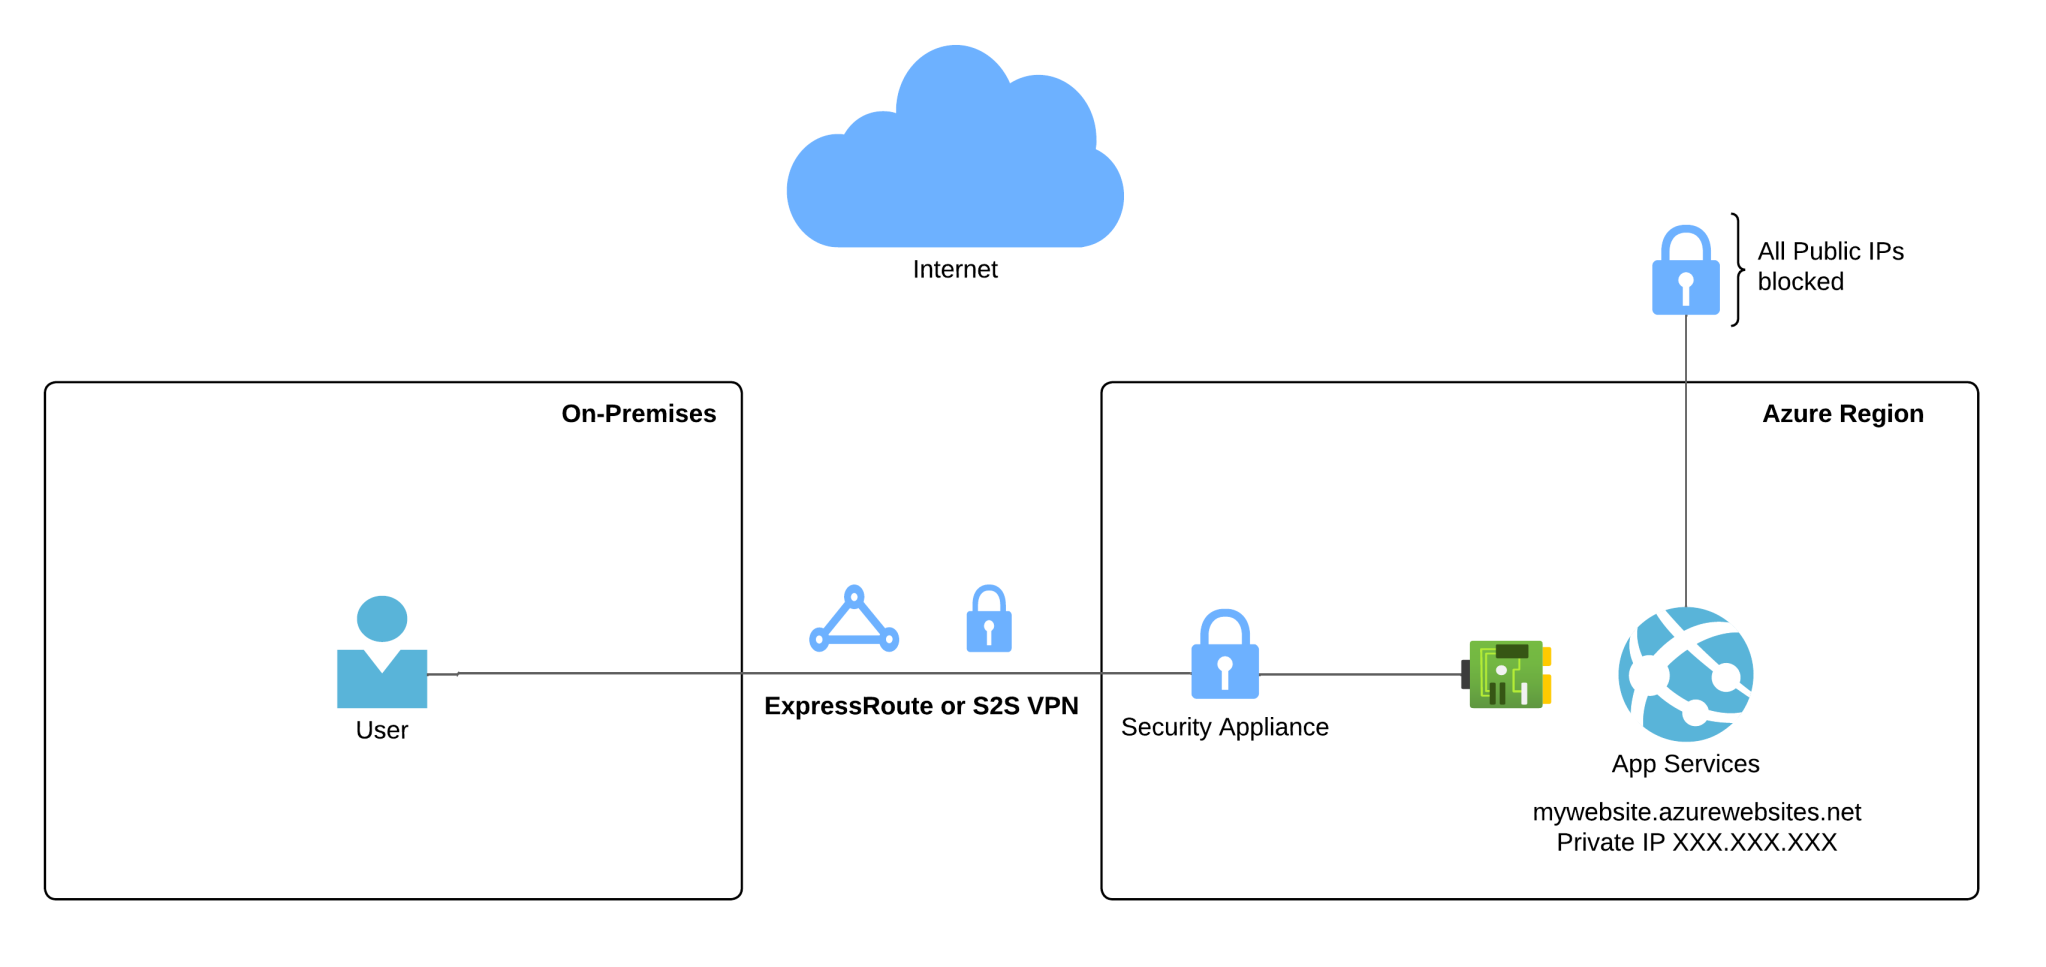 Internet
All Public IPs
blocked
On-Premises
Azure Region
User
ExpressRoute or S2S VPN
Security Appliance
App Services
mywebsite.azurewebsites.net
Private IP XXX.XXX.XXX